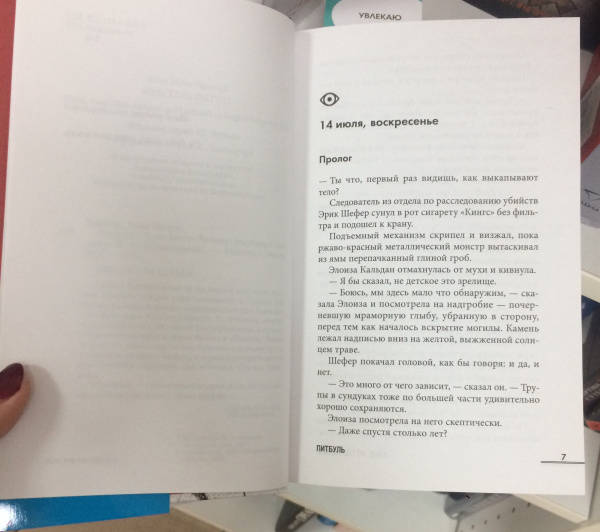 УВЛЕКАЮ
14 июля, воскресенье
Пролог
— Ты что, первый раз видишь, как выкапывают
тело?
Следователь из отдела по расследованию убийств
Эрик Шефер сунул в рот сигарету «Кингс» без филь-
тра и подошел к крану.
Подъемный механизм скрипел и визжал, пока
ржаво-красный металлический монстр вытаскивал
из ямы перепачканный глиной гроб.
Элоиза Кальдан отмахнулась от мухи и кивнула.
— Я бы сказал, не детское это зрелище.
— Боюсь, мы здесь мало что обнаружим, — ска-
зала Элоиза и посмотрела на надгробие — почер-
невшую мраморную глыбу, убранную в сторону,
перед тем как началось вскрытие могилы. Камень
лежал надписью вниз на желтой, выжженной солн-
цем траве.
Шефер покачал головой, как бы говоря: и да, и
нет.
— Это много от чего зависит, — сказал он. — Тру-
пы в сундуках тоже по большей части удивительно
хорошо сохраняются.
Элоиза посмотрела на него скептически.
— Даже спустя столько лет?
ПИТБУЛЬ
7